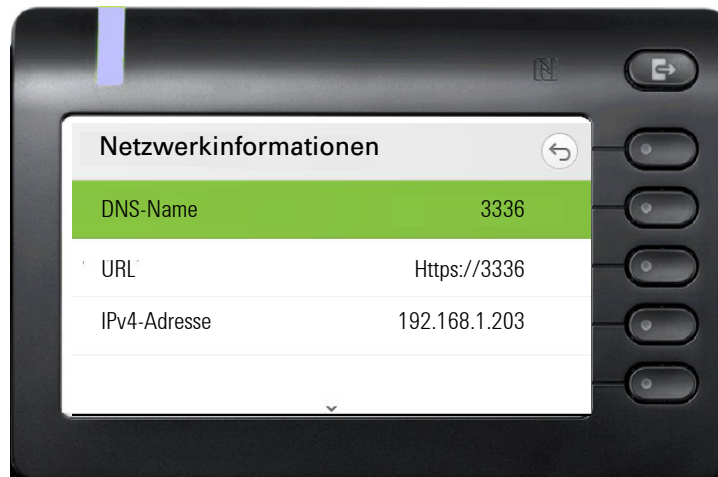 Netzwerkinformationen
DNS-Name 3336
URL Https://3336
IPv4-Adresse 192.168.1.203